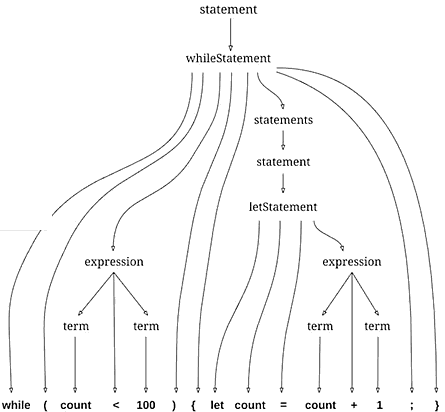 statement
whileStatement
statements
statement
letStatement
expression expression
term term term term
while ( count < 100 ) { let count = count + 1 ; }